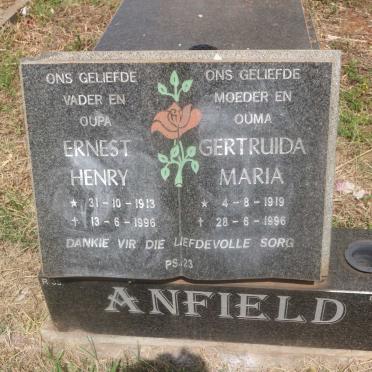 ONS GELIEFDE
VADER EN
OUPA
ERNEST
HENRY
★ 31-10-1913
✝ 13-6-1996
ONS GELIEFDE
MOEDER EN
OUMA
GERTRUIDA
MARIA
★ 4-8-1919
✝ 28-6-1996
DANKIE VIR DIE LIEFDEVOLLE SORG
PS-23
ANFIELD